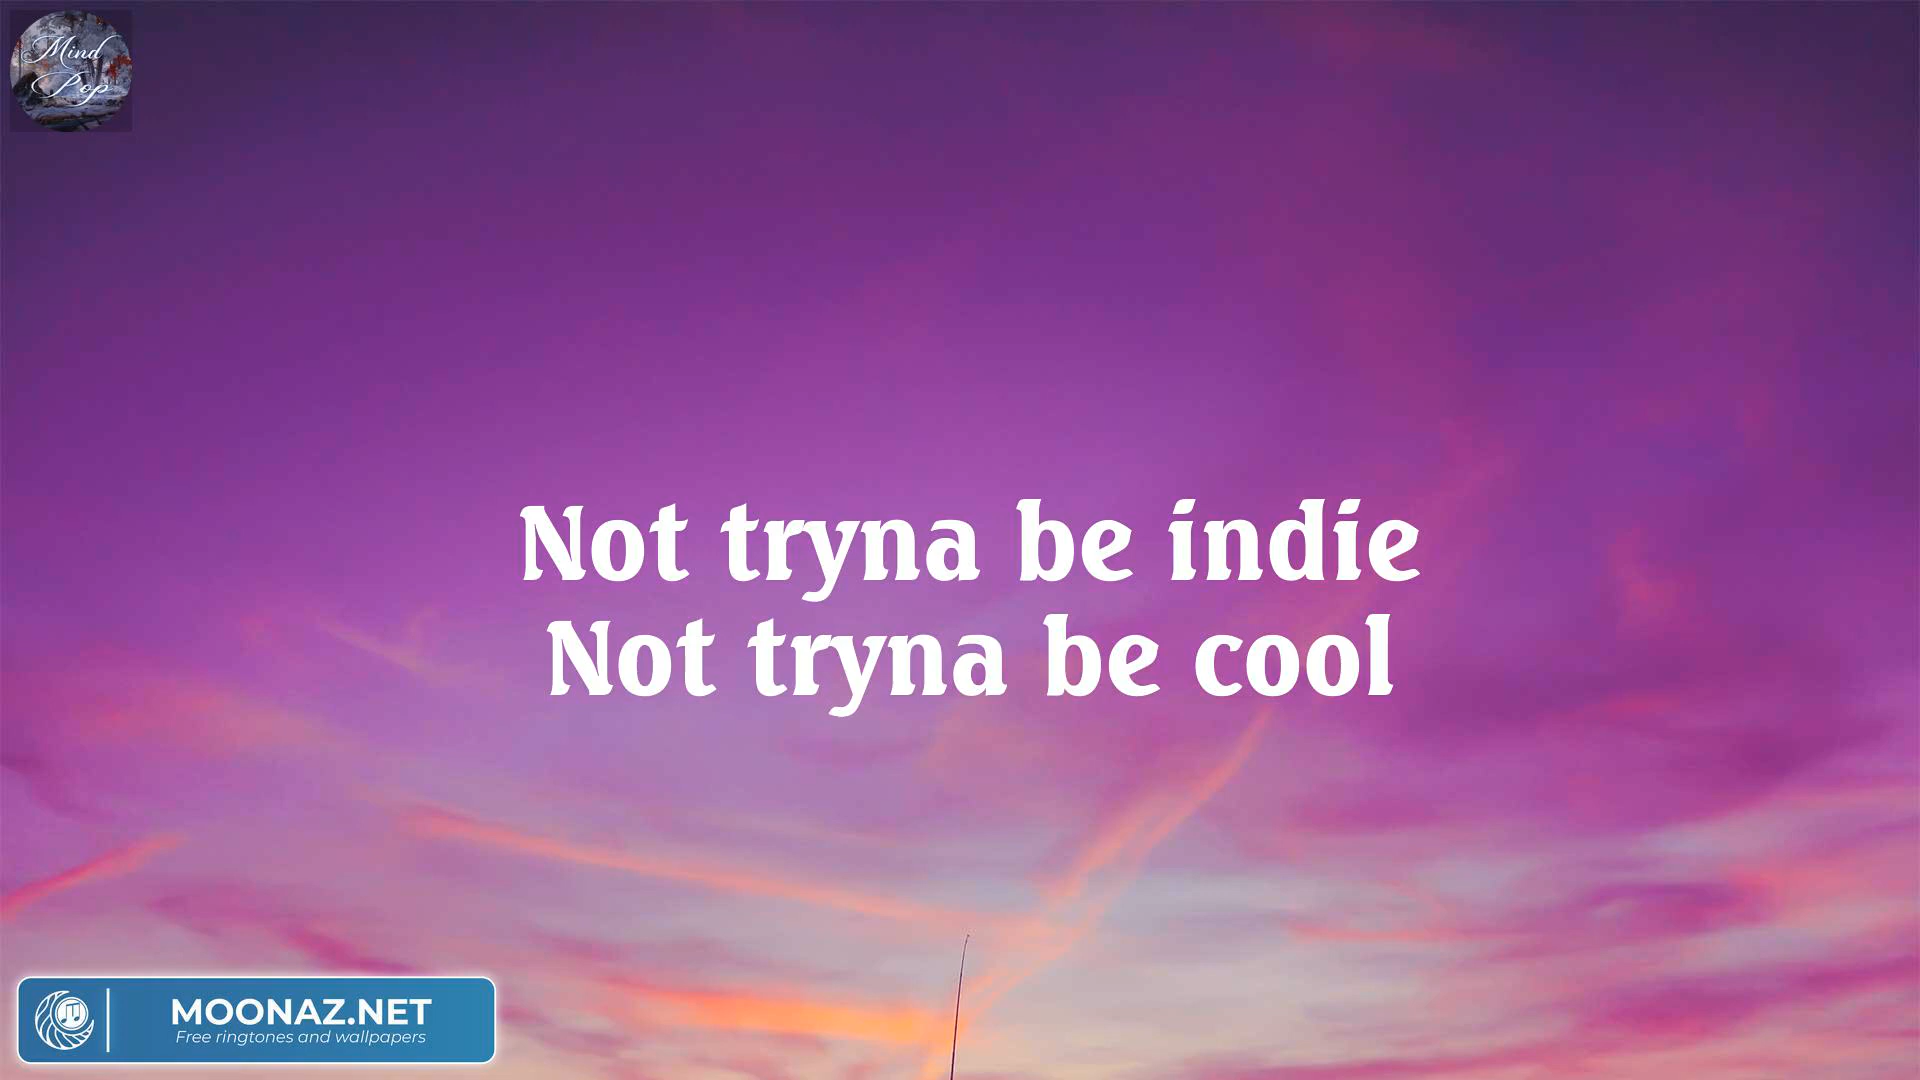 Mind
Pop
Not tryna be indie
Not tryna be cool
MOONAZ.NET
Free ringtones and wallpapers